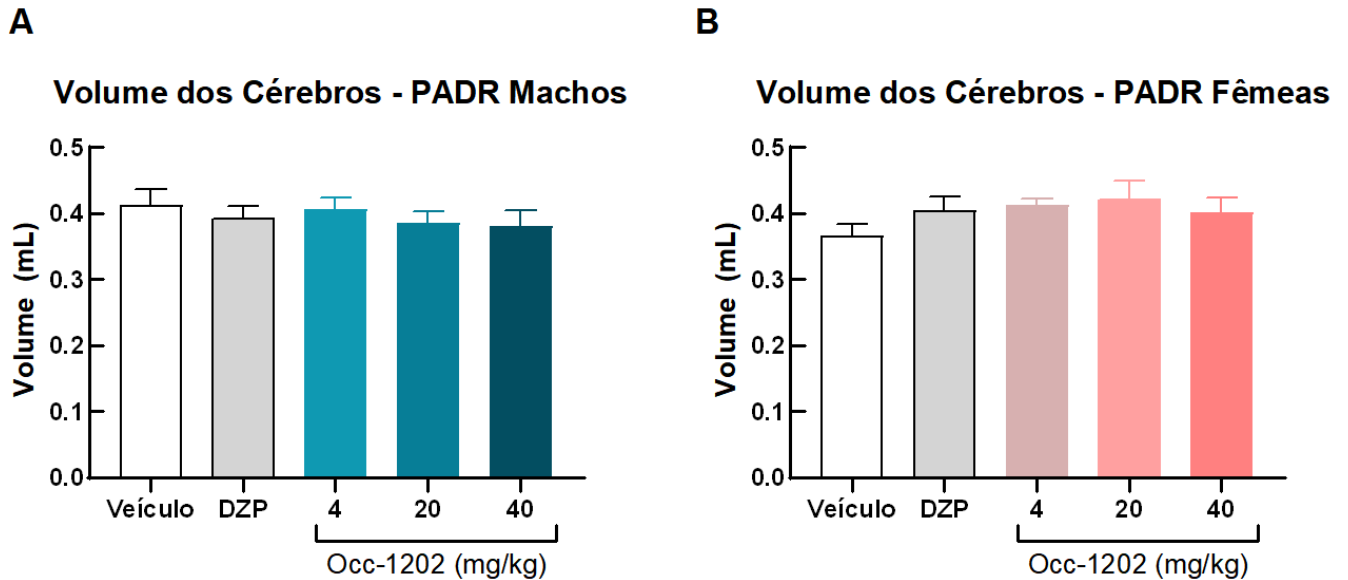 A
Volume dos Cérebros - PADR Machos
Volume (mL)
0.5
0.4
0.3
0.2
0.1
0.0
Veículo DZP 4 20 40
Occ-1202 (mg/kg)
B
Volume dos Cérebros - PADR Fêmeas
Volume (mL)
0.5
0.4
0.3
0.2
0.1
0.0
Veículo DZP 4 20 40
Occ-1202 (mg/kg)